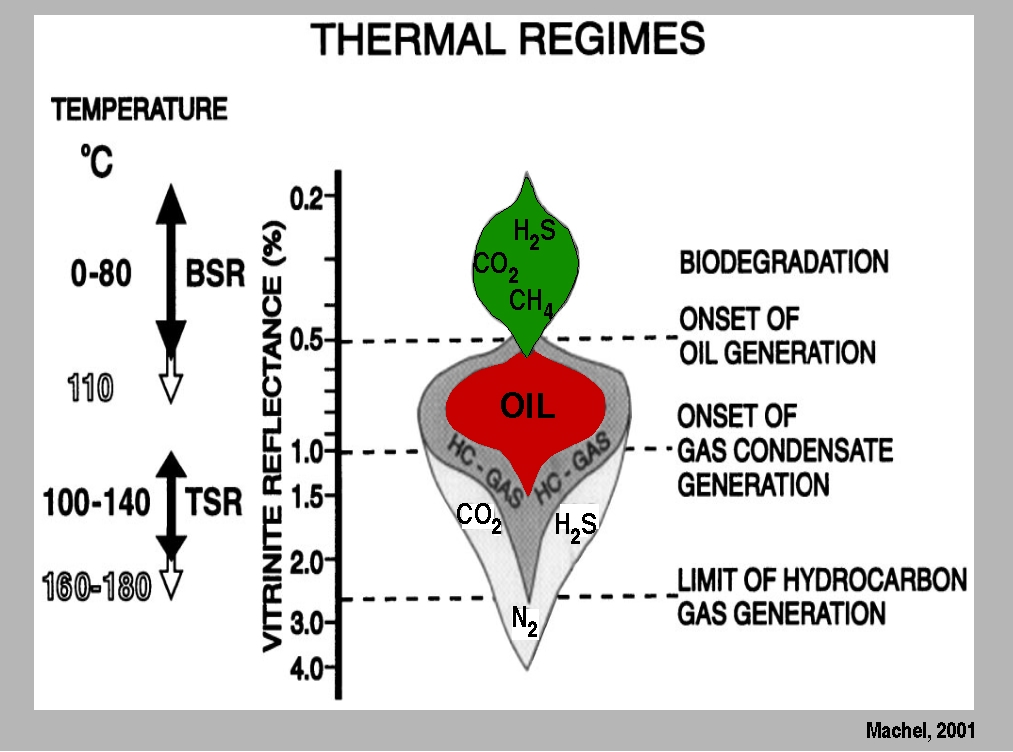 THERMAL REGIMES
TEMPERATURE
°C
0-80
BSR
110
100-140
TSR
160-180
VITRINITE REFLECTANCE (%)
0.2
0.5
1.0
1.5
2.0
3.0
4.0
H2S
CO2
CH4
OIL
HC - GAS
HC - GAS
CO2
H2S
N2
BIODEGRADATION
ONSET OF
OIL GENERATION
ONSET OF
GAS CONDENSATE
GENERATION
LIMIT OF HYDROCARBON
GAS GENERATION
Machel, 2001